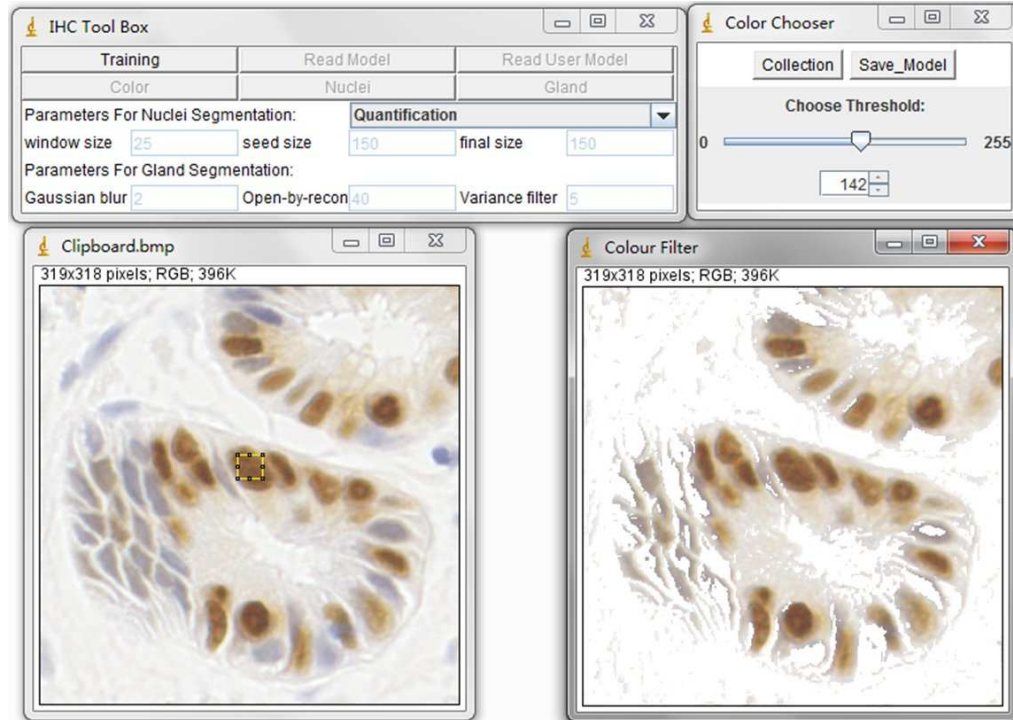 IHC Tool Box
Training Read Model Read User Model
Color Nuclei Gland
Parameters For Nuclei Segmentation: Quantification
window size 25 seed size 150 final size 150
Parameters For Gland Segmentation:
Gaussian blur 2 Open-by-recon 40 Variance filter 5
Color Chooser
Collection Save_Model
Choose Threshold:
0 255
142
Clipboard.bmp
319x318 pixels; RGB; 396K
Colour Filter
319x318 pixels; RGB; 396K